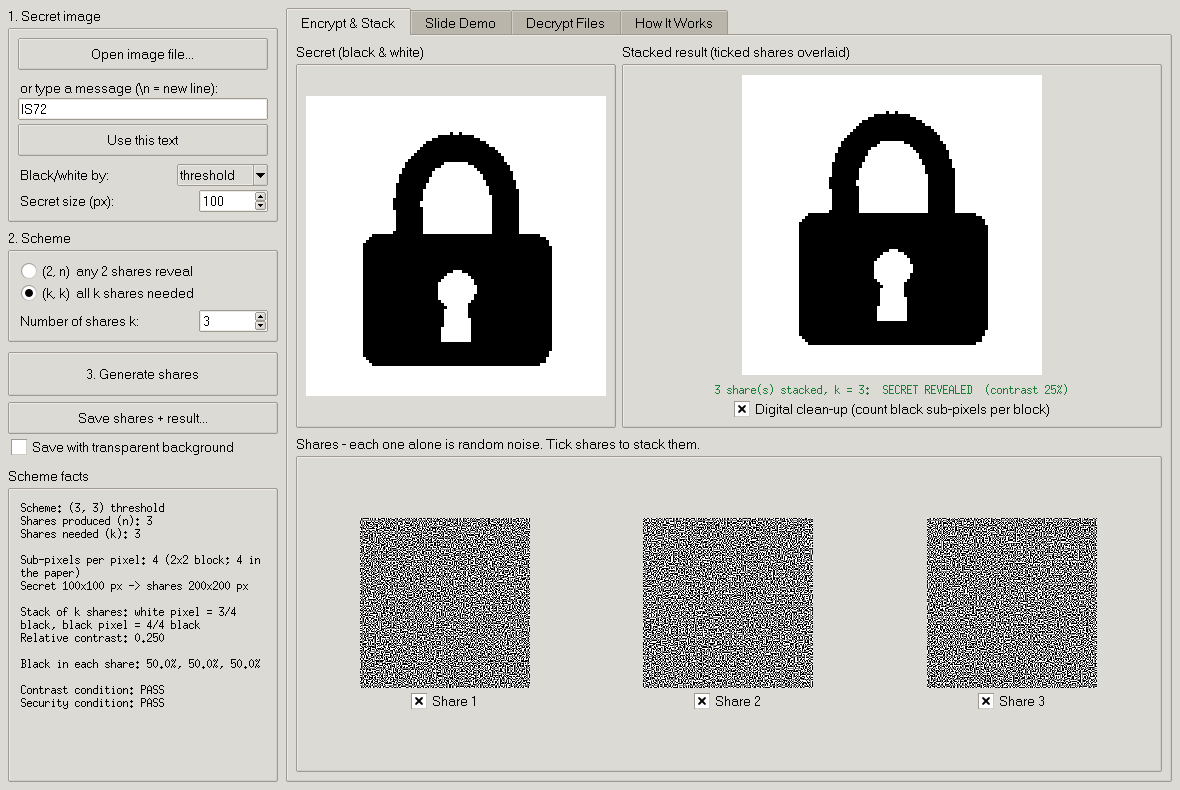 1. Secret image
Open image file...
or type a message (\n = new line):
IS72
Use this text
Black/white by:
threshold
Secret size (px):
100
2. Scheme
(2, n) any 2 shares reveal
(k, k) all k shares needed
Number of shares k:
3
3. Generate shares
Save shares + result...
Save with transparent background
Scheme facts
Scheme: (3, 3) threshold
Shares produced (n): 3
Shares needed (k): 3
Sub-pixels per pixel: 4 (2x2 block; 4 in
the paper)
Secret 100x100 px -> shares 200x200 px
Stack of k shares: white pixel = 3/4
black, black pixel = 4/4 black
Relative contrast: 0.250
Black in each share: 50.0%, 50.0%, 50.0%
Contrast condition: PASS
Security condition: PASS
Encrypt & Stack
Slide Demo
Decrypt Files
How It Works
Secret (black & white)
Stacked result (ticked shares overlaid)
3 share(s) stacked, k = 3: SECRET REVEALED (contrast 25%)
Digital clean-up (count black sub-pixels per block)
Shares - each one alone is random noise. Tick shares to stack them.
Share 1
Share 2
Share 3